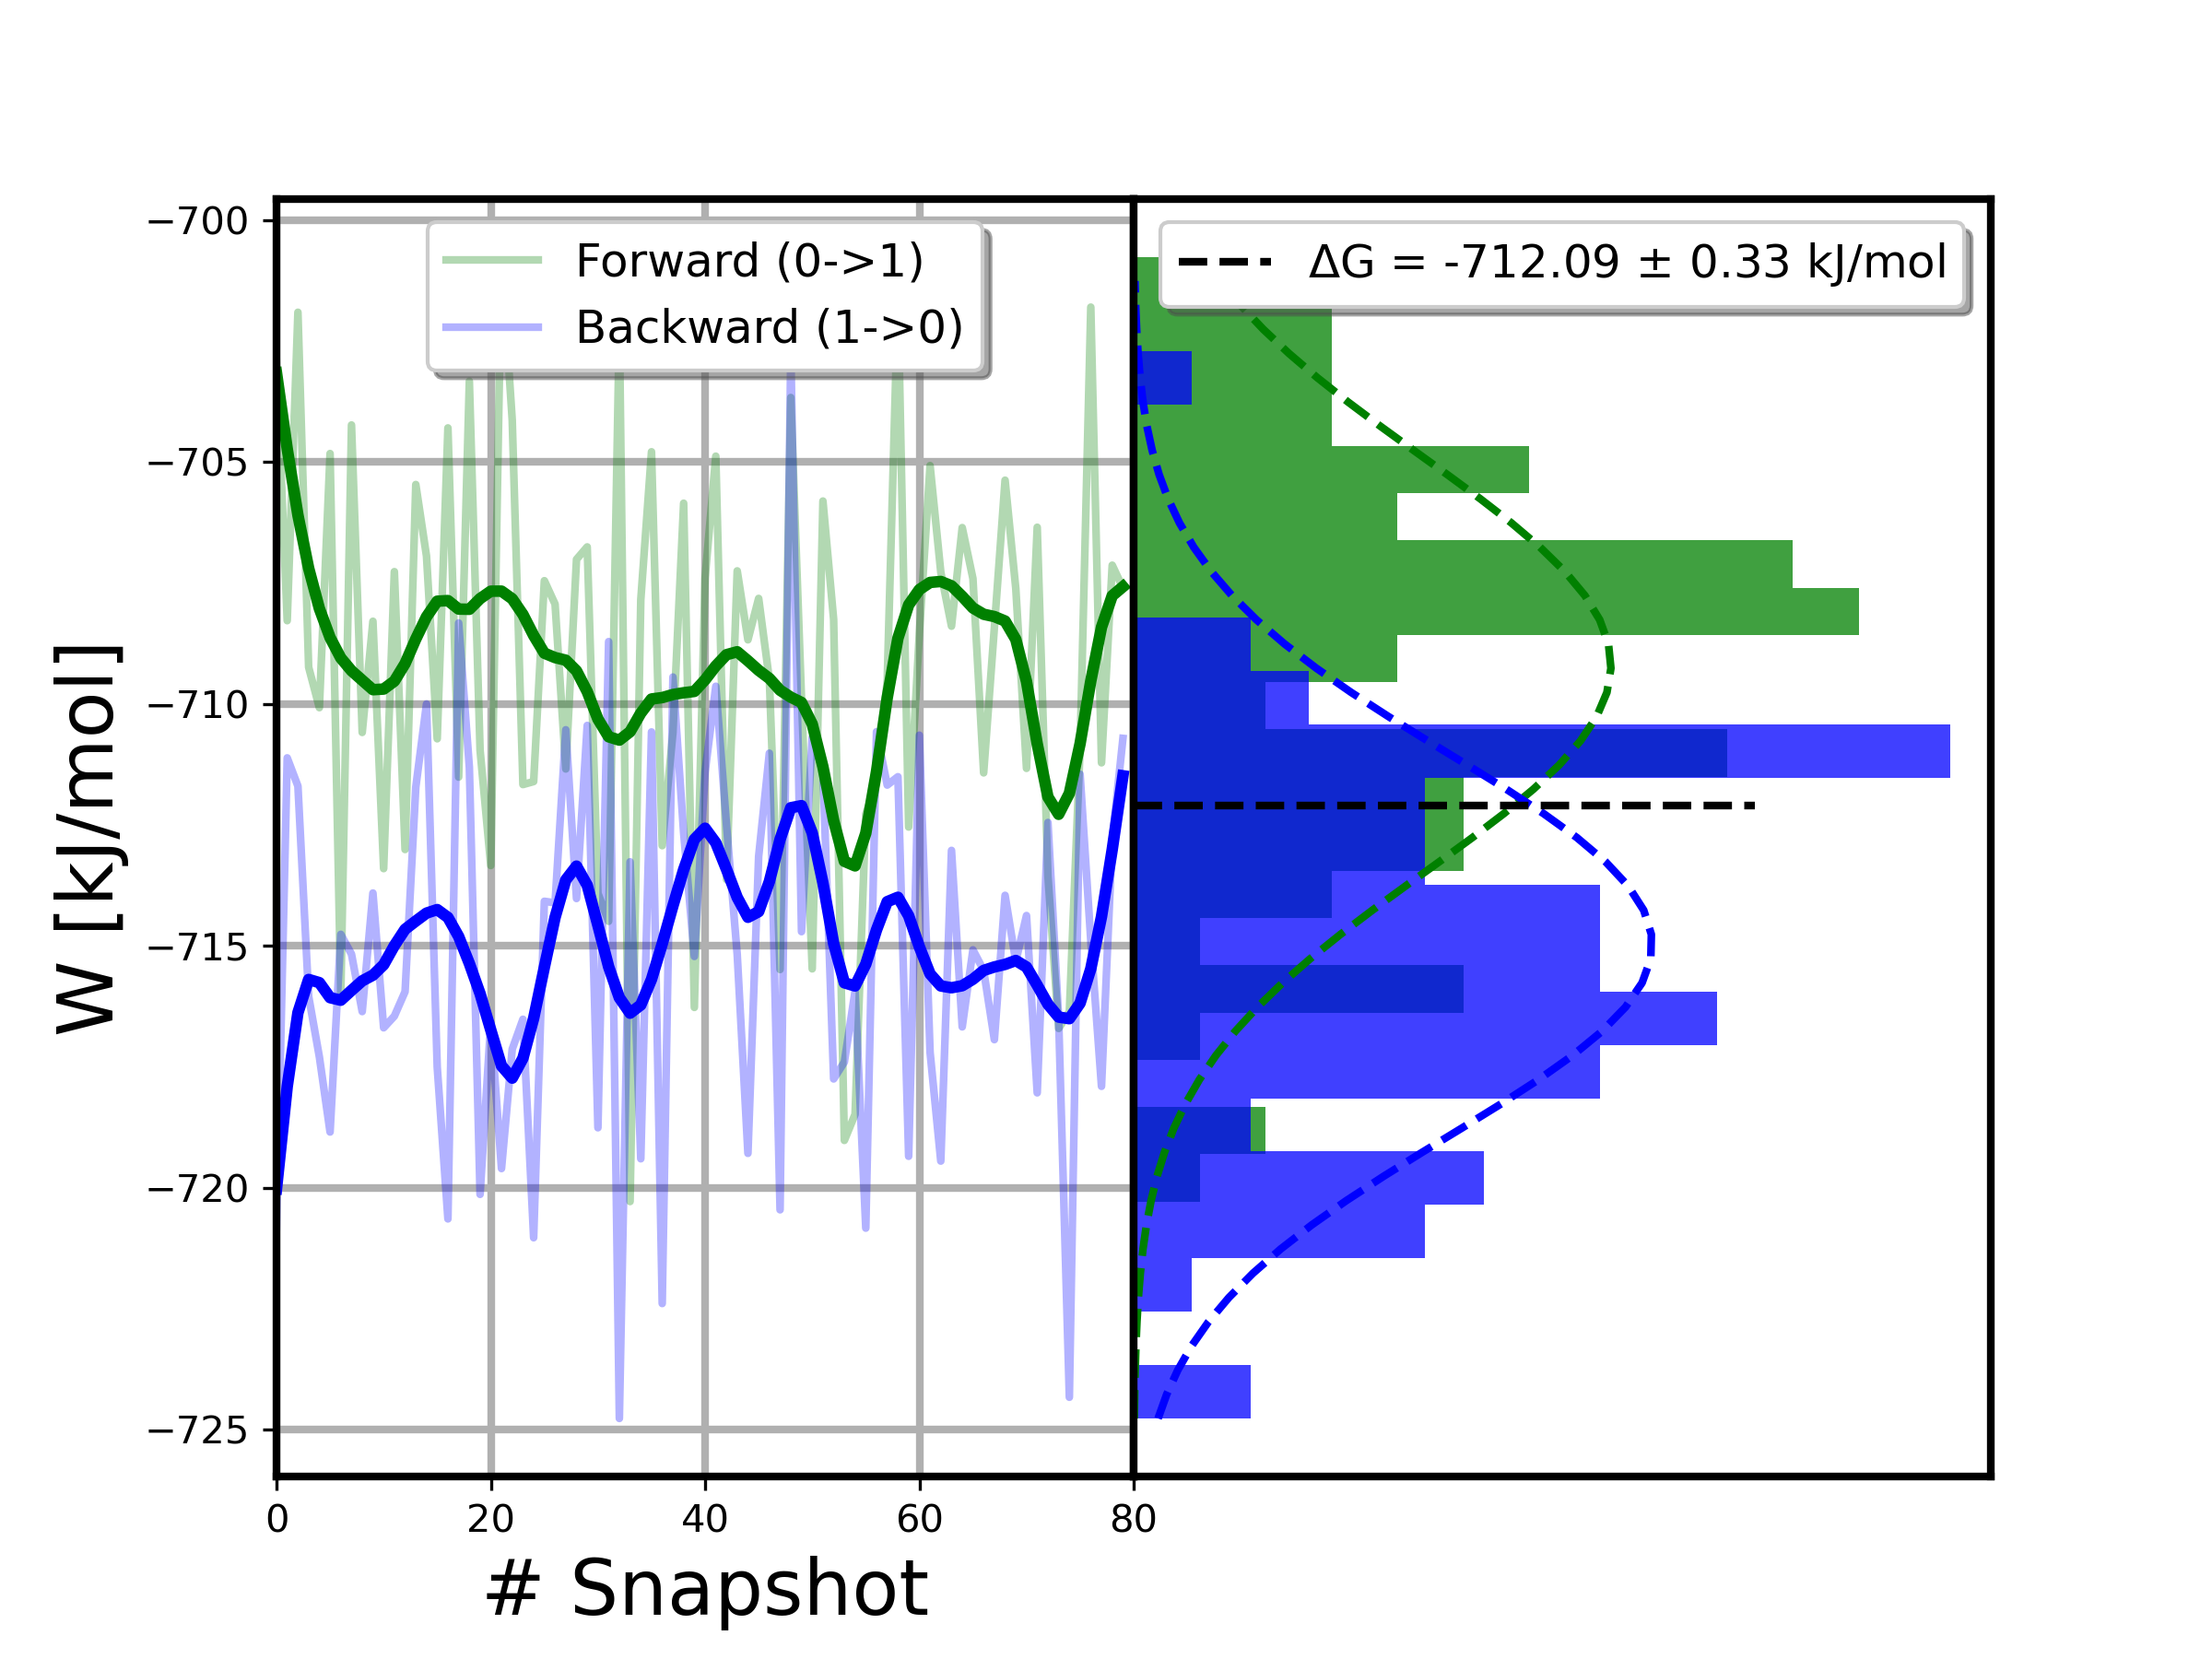 Forward (0->1)
Backward (1->0)
ΔG = -712.09 ± 0.33 kJ/mol
−700
−705
−710
−715
−720
−725
W [kJ/mol]
0 20 40 60 80
# Snapshot